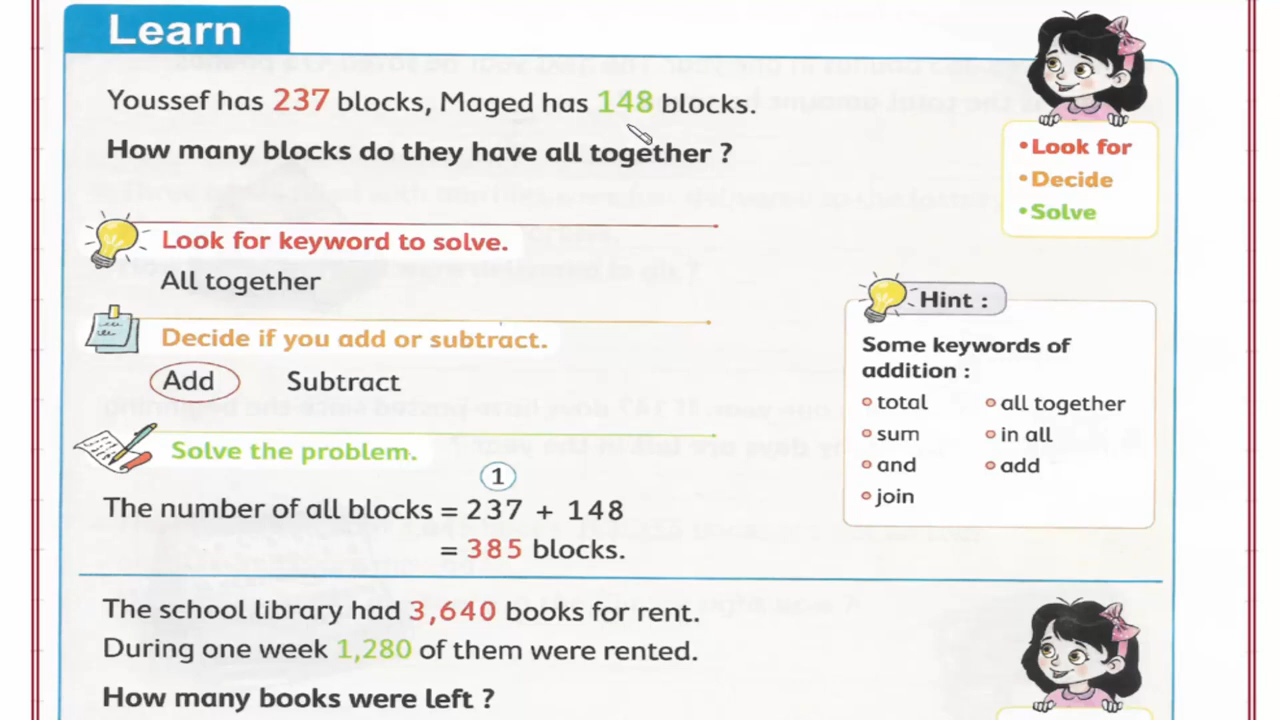 Learn
Youssef has 237 blocks, Maged has 148 blocks.
How many blocks do they have all together ?
• Look for
• Decide
• Solve
Look for keyword to solve.
All together
Decide if you add or subtract.
Add Subtract
Solve the problem.
1
The number of all blocks = 237 + 148
= 385 blocks.
Hint :
Some keywords of
addition :
total
all together
sum
in all
and
add
join
The school library had 3,640 books for rent.
During one week 1,280 of them were rented.
How many books were left ?